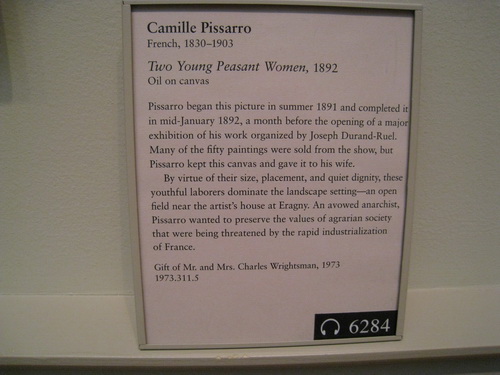 Camille Pissarro
French, 1830–1903
Two Young Peasant Women, 1892
Oil on canvas
Pissarro began this picture in summer 1891 and completed it
in mid-January 1892, a month before the opening of a major
exhibition of his work organized by Joseph Durand-Ruel.
Many of the fifty paintings were sold from the show, but
Pissarro kept this canvas and gave it to his wife.
By virtue of their size, placement, and quiet dignity, these
youthful laborers dominate the landscape setting—an open
field near the artist's house at Eragny. An avowed anarchist,
Pissarro wanted to preserve the values of agrarian society
that were being threatened by the rapid industrialization
of France.
Gift of Mr. and Mrs. Charles Wrightsman, 1973
1973.311.5
6284